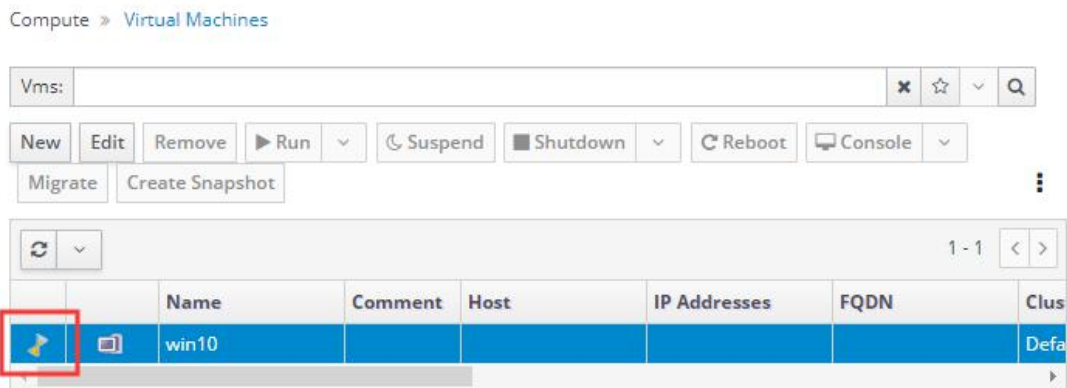 Compute » Virtual Machines
Vms:
New Edit Remove Run Suspend Shutdown Reboot Console
Migrate Create Snapshot
1 - 1
Name Comment Host IP Addresses FQDN Clus
win10 Defa